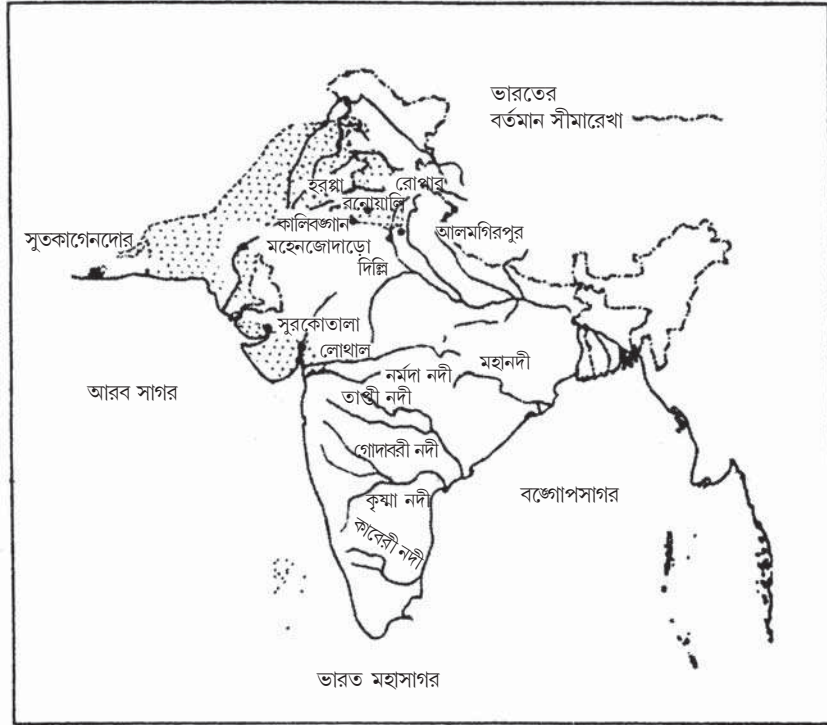 ভারতের
বর্তমান সীমারেখা
হরপ্পা
রোপার
রনোয়ালি
কালিবঙ্গান
আলমগিরপুর
সুতকাগেনদোর
মহেনজোদাড়ো
দিল্লি
সুরকোতালা
লোথাল
মহানদী
নর্মদা নদী
আরব সাগর
তাপ্তী নদী
গোদাবরী নদী
বঙ্গোপসাগর
কৃষ্ণা নদী
কাবেরী নদী
ভারত মহাসাগর